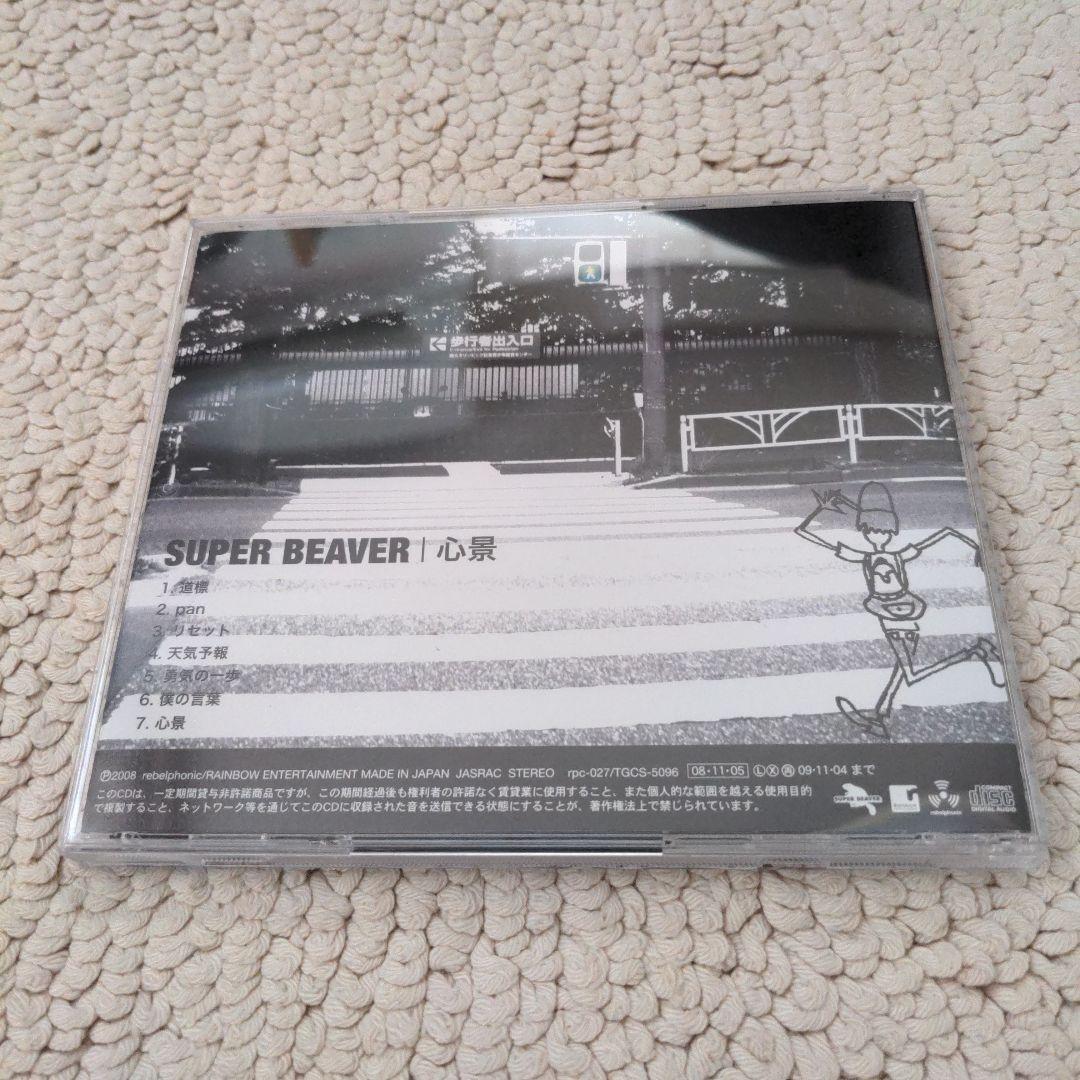 歩行者出入口
SUPER BEAVER | 心景
1. 道標
2. pan
3. リセット
4. 天気予報
5. 勇気の一歩
6. 僕の言葉
7. 心景
℗2008 rebelphonic/RAINBOW ENTERTAINMENT MADE IN JAPAN JASRAC STEREO rpc-027/TGCS-5096 08・11・05 Ⓛ Ⓧ ㊐ 09・11・04 まで
このCDは、一定期間貸与非許諾商品ですが、この期間経過後も権利者の許諾なく賃貸業に使用すること、また個人的な範囲を越える使用目的
で複製すること、ネットワーク等を通じてこのCDに収録された音を送信できる状態にすることが、著作権法上で禁じられています。
SUPER BEAVER
rebelphonic
COMPACT
disc
DIGITAL AUDIO